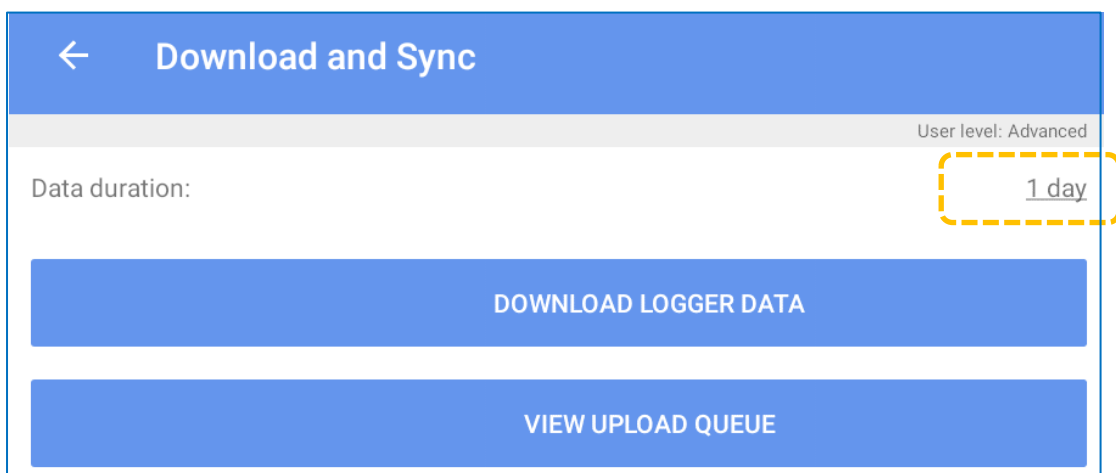 Download and Sync
User level: Advanced
Data duration: 1 day
DOWNLOAD LOGGER DATA
VIEW UPLOAD QUEUE